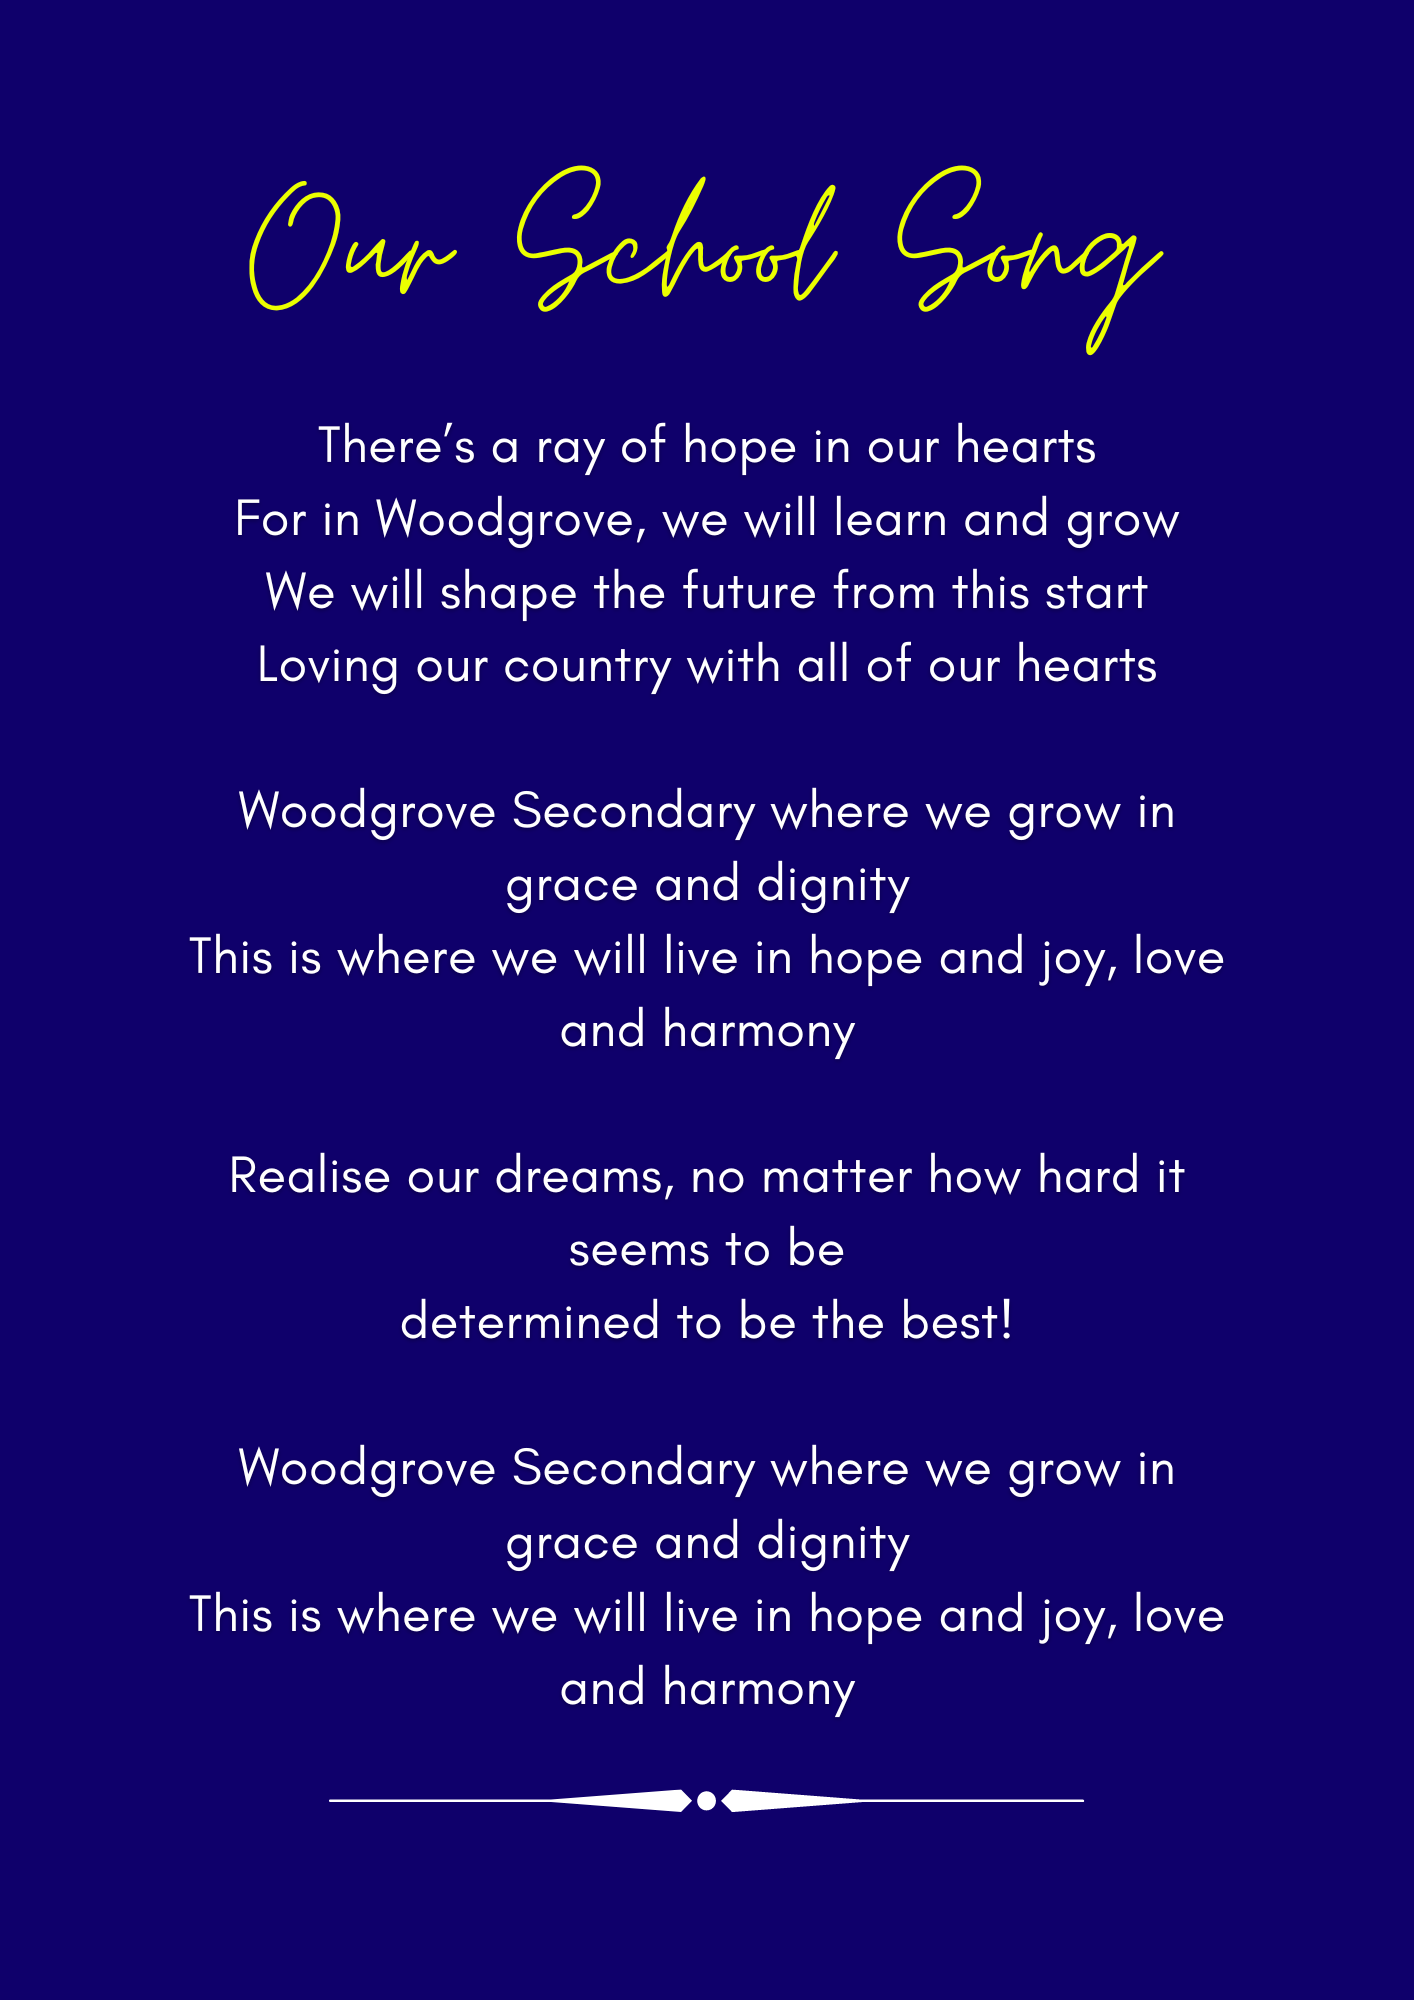 Our School Song
There’s a ray of hope in our hearts
For in Woodgrove, we will learn and grow
We will shape the future from this start
Loving our country with all of our hearts
Woodgrove Secondary where we grow in
grace and dignity
This is where we will live in hope and joy, love
and harmony
Realise our dreams, no matter how hard it
seems to be
determined to be the best!
Woodgrove Secondary where we grow in
grace and dignity
This is where we will live in hope and joy, love
and harmony